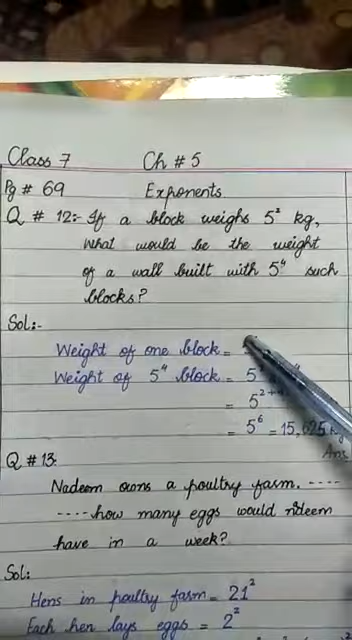 Class 7 Ch # 5
Pg # 69 Exponents
Q # 12:- If a block weighs 5² kg,
What would be the weight
of a wall built with 5⁴ such
blocks?
Sol:-
Weight of one block =
Weight of 5⁴ block = 5
= 5²⁺
= 5⁶ = 15,625 kg
Ans
Q # 13:
Nadeem owns a poultry farm. ----
---- how many eggs would ndeem
have in a week?
Sol:
Hens in poultry farm = 21²
Each hen lays eggs = 2²